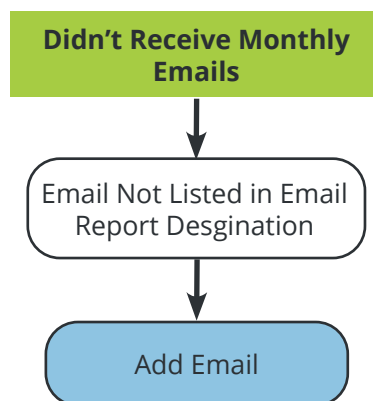 Didn’t Receive Monthly
Emails
Email Not Listed in Email
Report Desgination
Add Email